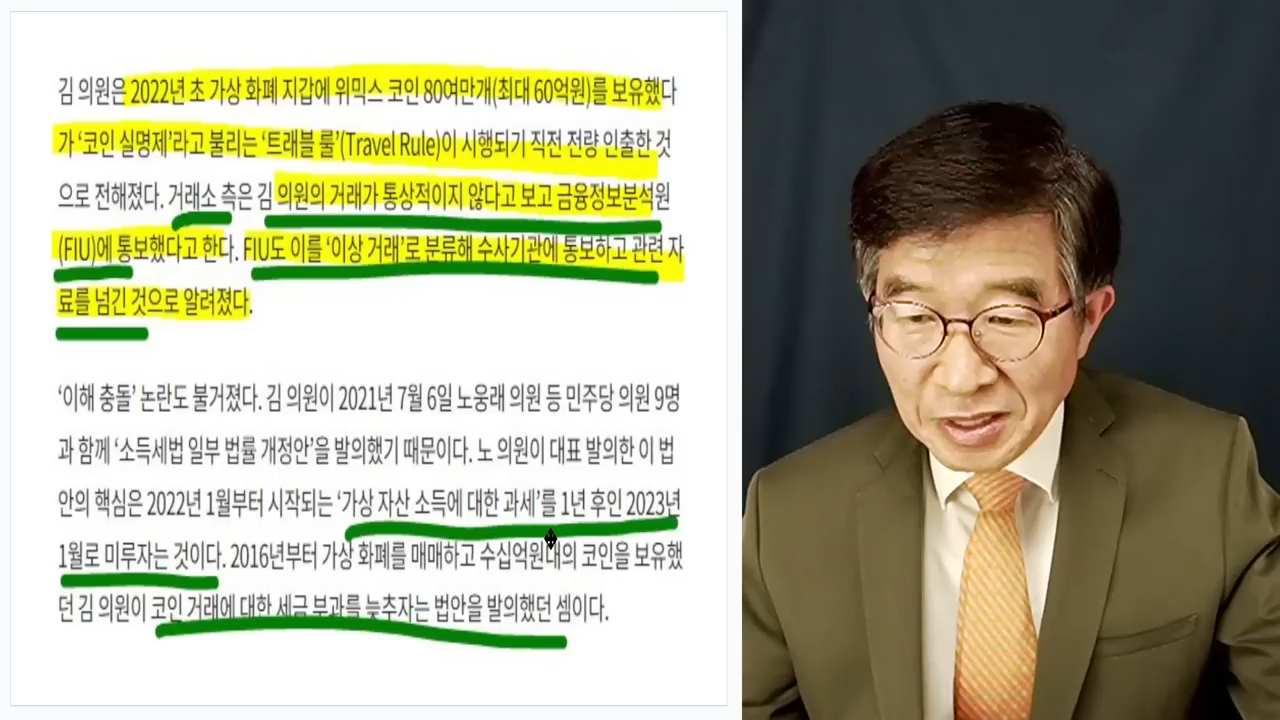 김 의원은 2022년 초 가상 화폐 지갑에 위믹스 코인 80여만개(최대 60억원)를 보유했다
가 ‘코인 실명제’라고 불리는 ‘트래블 룰’(Travel Rule)이 시행되기 직전 전량 인출한 것
으로 전해졌다. 거래소 측은 김 의원의 거래가 통상적이지 않다고 보고 금융정보분석원
(FIU)에 통보했다고 한다. FIU도 이를 ‘이상 거래’로 분류해 수사기관에 통보하고 관련 자
료를 넘긴 것으로 알려졌다.
‘이해 충돌’ 논란도 불거졌다. 김 의원이 2021년 7월 6일 노웅래 의원 등 민주당 의원 9명
과 함께 ‘소득세법 일부 법률 개정안’을 발의했기 때문이다. 노 의원이 대표 발의한 이 법
안의 핵심은 2022년 1월부터 시작되는 ‘가상 자산 소득에 대한 과세’를 1년 후인 2023년
1월로 미루자는 것이다. 2016년부터 가상 화폐를 매매하고 수십억원대의 코인을 보유했
던 김 의원이 코인 거래에 대한 세금 부과를 늦추자는 법안을 발의했던 셈이다.